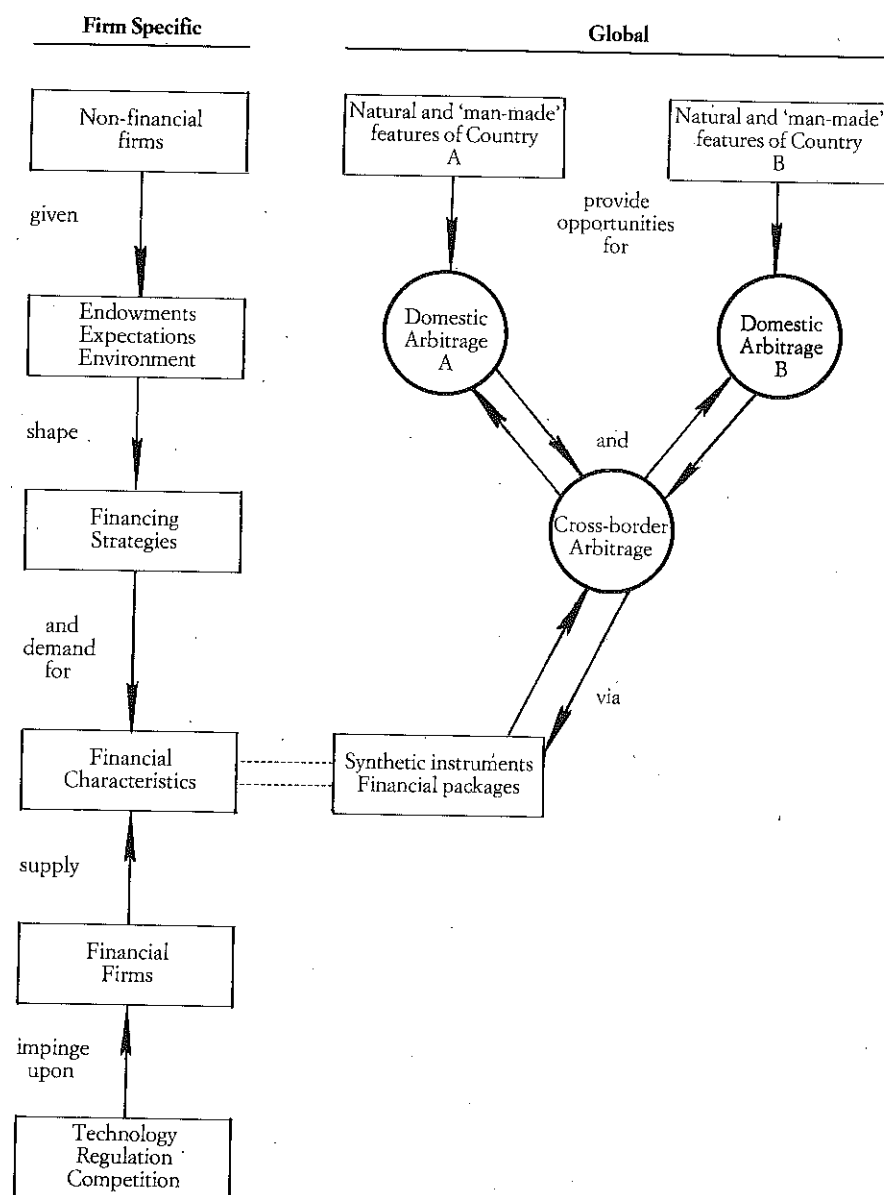 Firm Specific
Global
Non-financial
firms
given
Endowments
Expectations
Environment
shape
Financing
Strategies
and
demand
for
Financial
Characteristics
supply
Financial
Firms
impinge
upon
Technology
Regulation
Competition
Natural and 'man-made'
features of Country
A
Natural and 'man-made'
features of Country
B
provide
opportunities
for
Domestic
Arbitrage
A
Domestic
Arbitrage
B
and
Cross-border
Arbitrage
via
Synthetic instruments
Financial packages